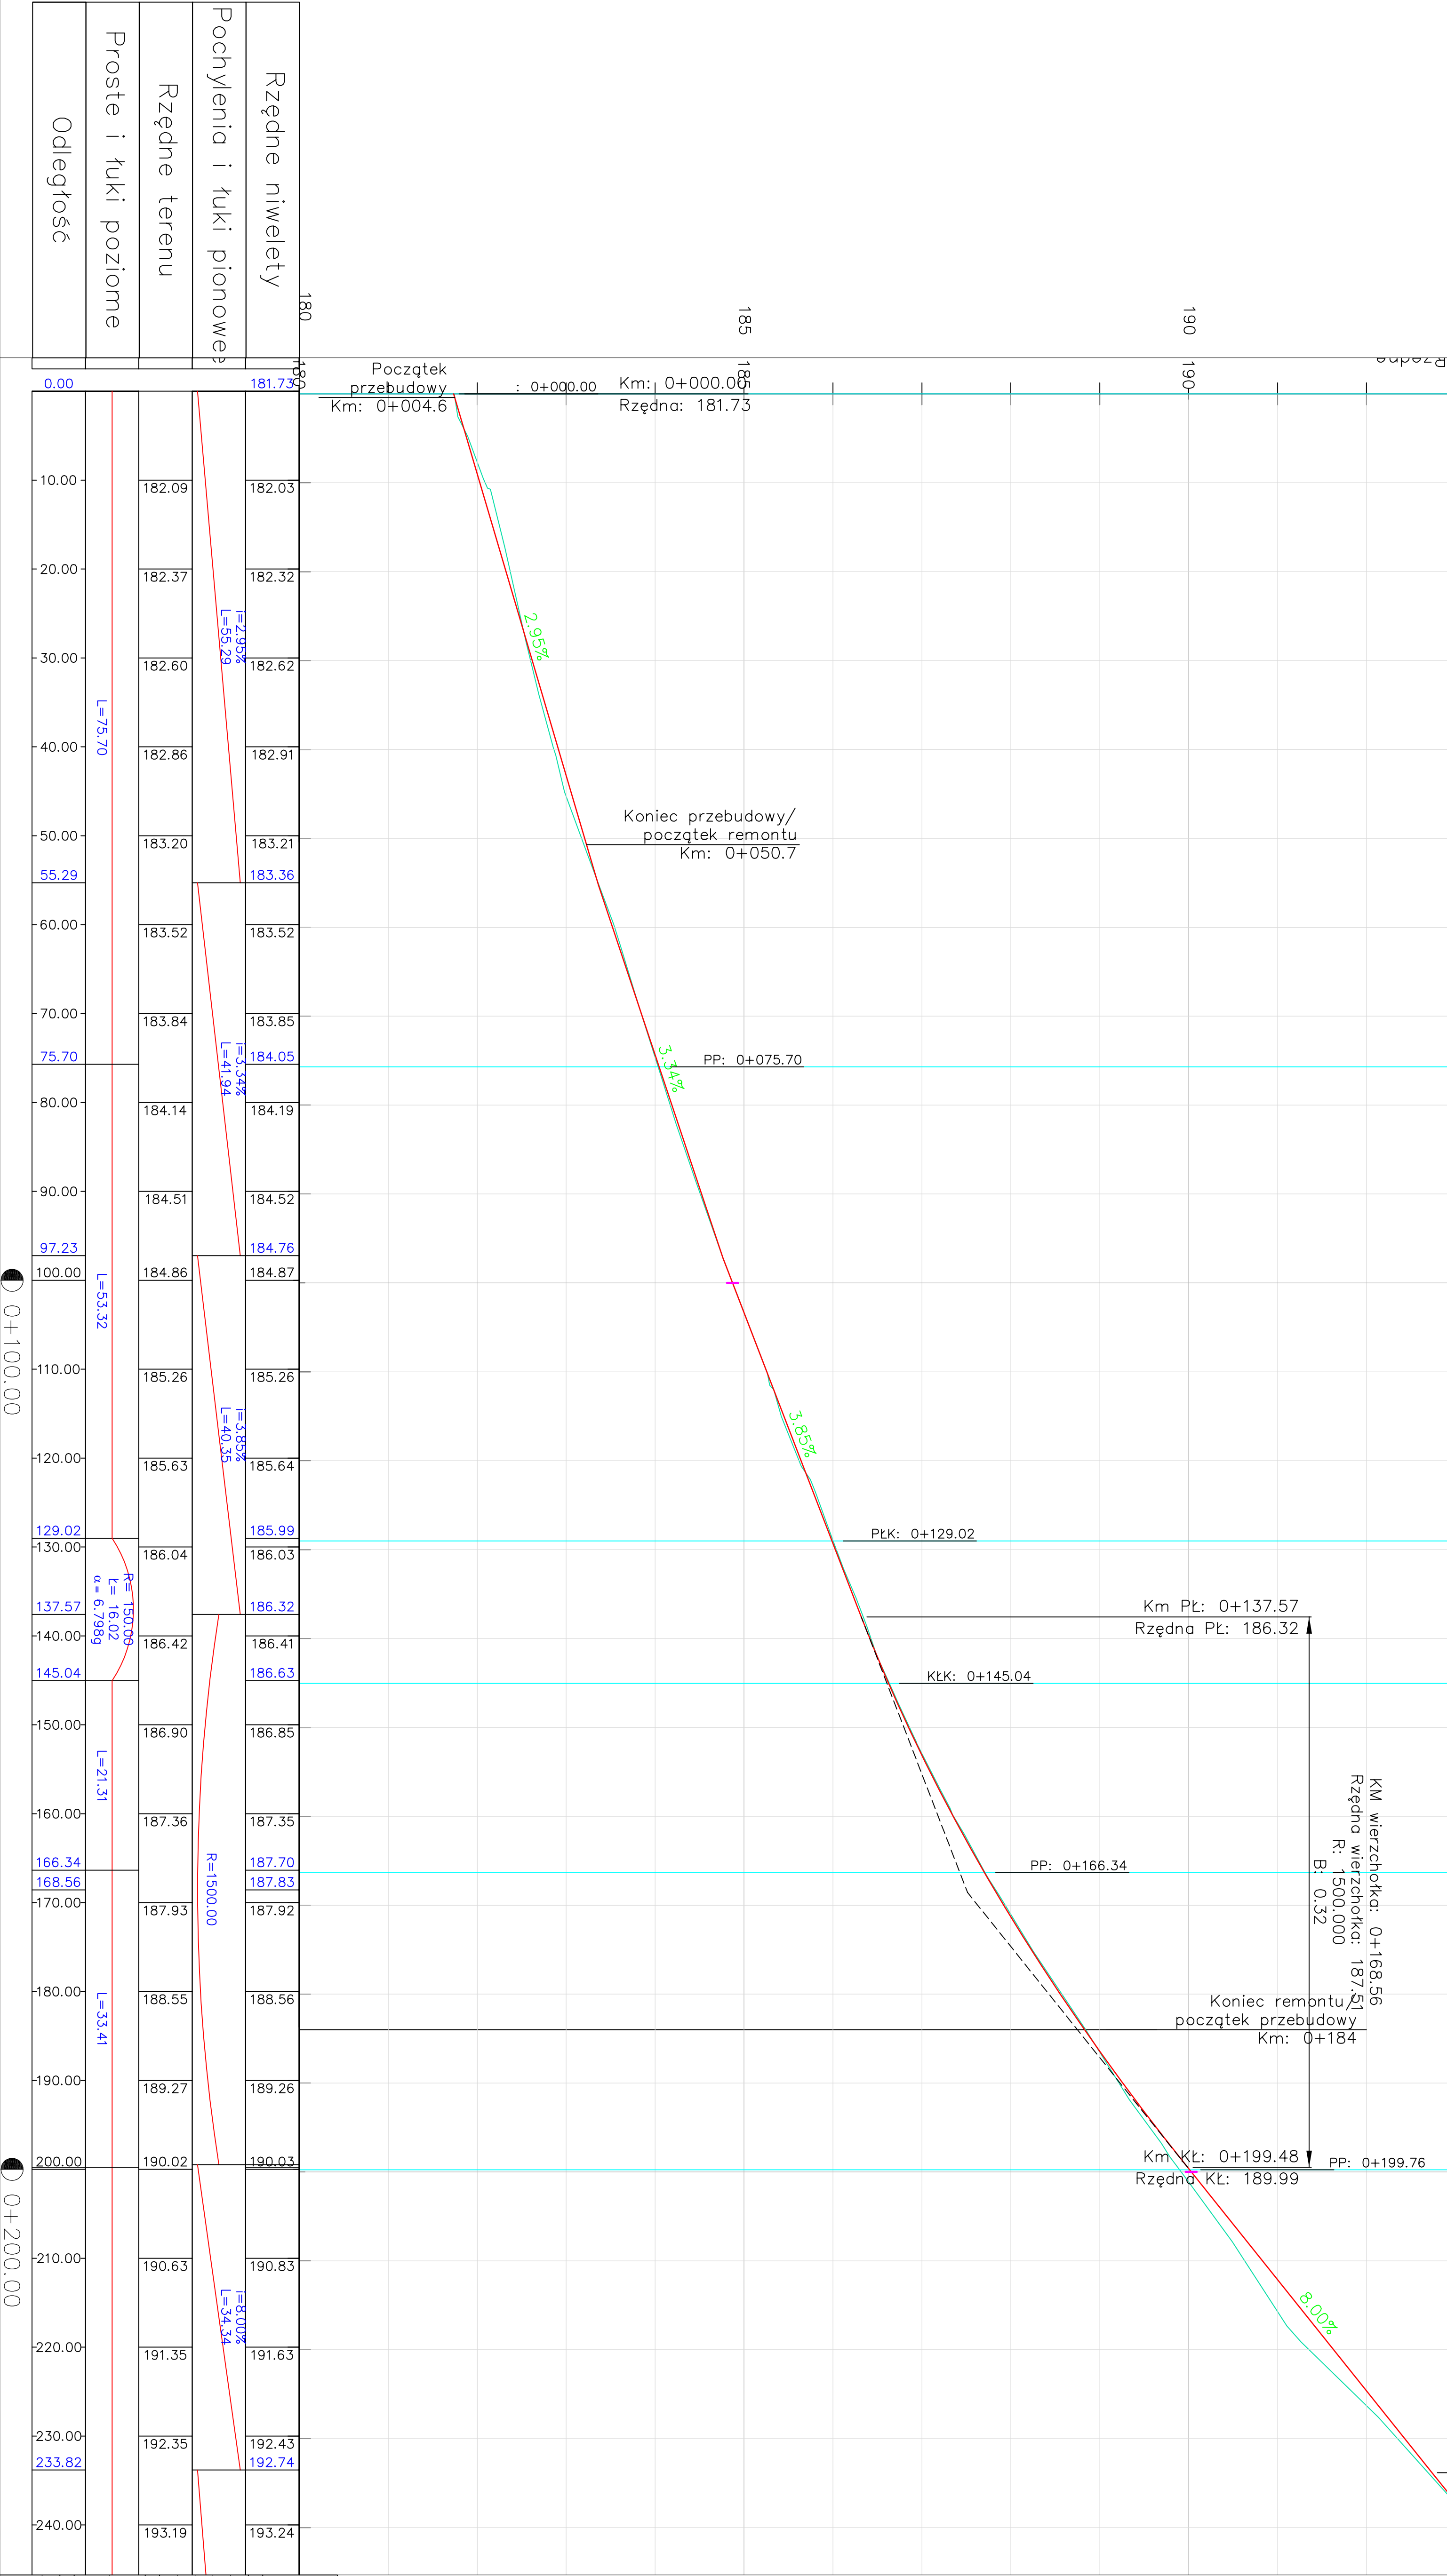 Rzędne niwelety
Pochylenia i łuki pionowe
Rzędne terenu
Proste i łuki poziome
Odległość
180
185
190
180
185
190
Rzędne
Początek
przebudowy
Km: 0+004.6
: 0+000.00
Km: 0+000.00
Rzędna: 181.73
2.95%
Koniec przebudowy/
początek remontu
Km: 0+050.7
3.34%
PP: 0+075.70
3.85%
PŁK: 0+129.02
Km PŁ: 0+137.57
Rzędna PŁ: 186.32
KŁK: 0+145.04
KM wierzchołka: 0+168.56
Rzędna wierzchołka: 187.51
R: 1500.000
B: 0.32
PP: 0+166.34
Koniec remontu/
początek przebudowy
Km: 0+184
Km KŁ: 0+199.48
Rzędna KŁ: 189.99
PP: 0+199.76
8.00%
0.00 181.73
10.00 182.09 182.03
20.00 182.37 182.32
i=2.95%
L=55.29
30.00 182.60 182.62
L=75.70
40.00 182.86 182.91
50.00 183.20 183.21
55.29 183.36
60.00 183.52 183.52
70.00 183.84 183.85
i=3.34%
L=41.94
75.70 184.05
80.00 184.14 184.19
90.00 184.51 184.52
97.23 184.76
100.00 184.86 184.87
L=53.32
0+100.00
110.00 185.26 185.26
i=3.85%
L=40.35
120.00 185.63 185.64
129.02 185.99
130.00 186.04 186.03
R= 150.00
Ł= 16.02
α= 6.798g
137.57 186.32
140.00 186.42 186.41
145.04 186.63
150.00 186.90 186.85
L=21.31
160.00 187.36 187.35
166.34 187.70
R=1500.00
168.56 187.83
170.00 187.93 187.92
180.00 188.55 188.56
L=33.41
190.00 189.27 189.26
200.00 190.02 190.03
0+200.00
210.00 190.63 190.83
i=8.00%
L=34.34
220.00 191.35 191.63
230.00 192.35 192.43
233.82 192.74
240.00 193.19 193.24